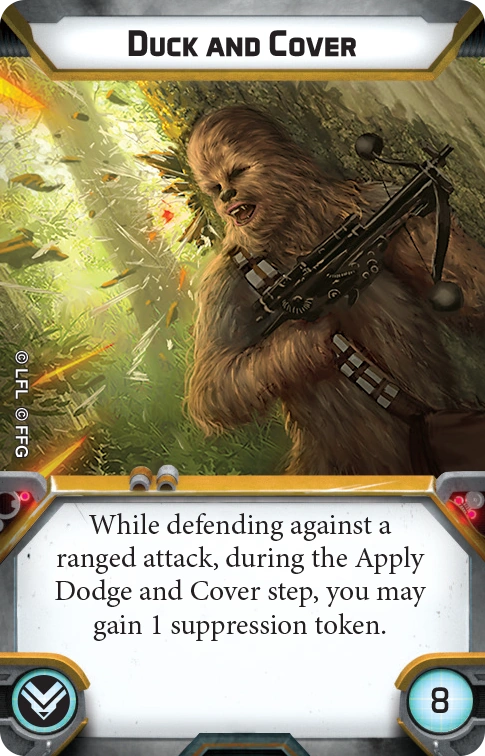 Duck and Cover
© LFL © FFG
While defending against a
ranged attack, during the Apply
Dodge and Cover step, you may
gain 1 suppression token.
8